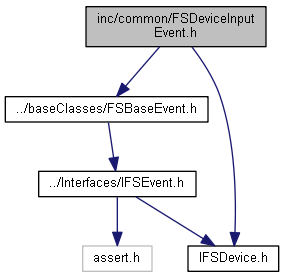 inc/common/FSDeviceInput
Event.h
../baseClasses/FSBaseEvent.h
../Interfaces/IFSEvent.h
assert.h
IFSDevice.h